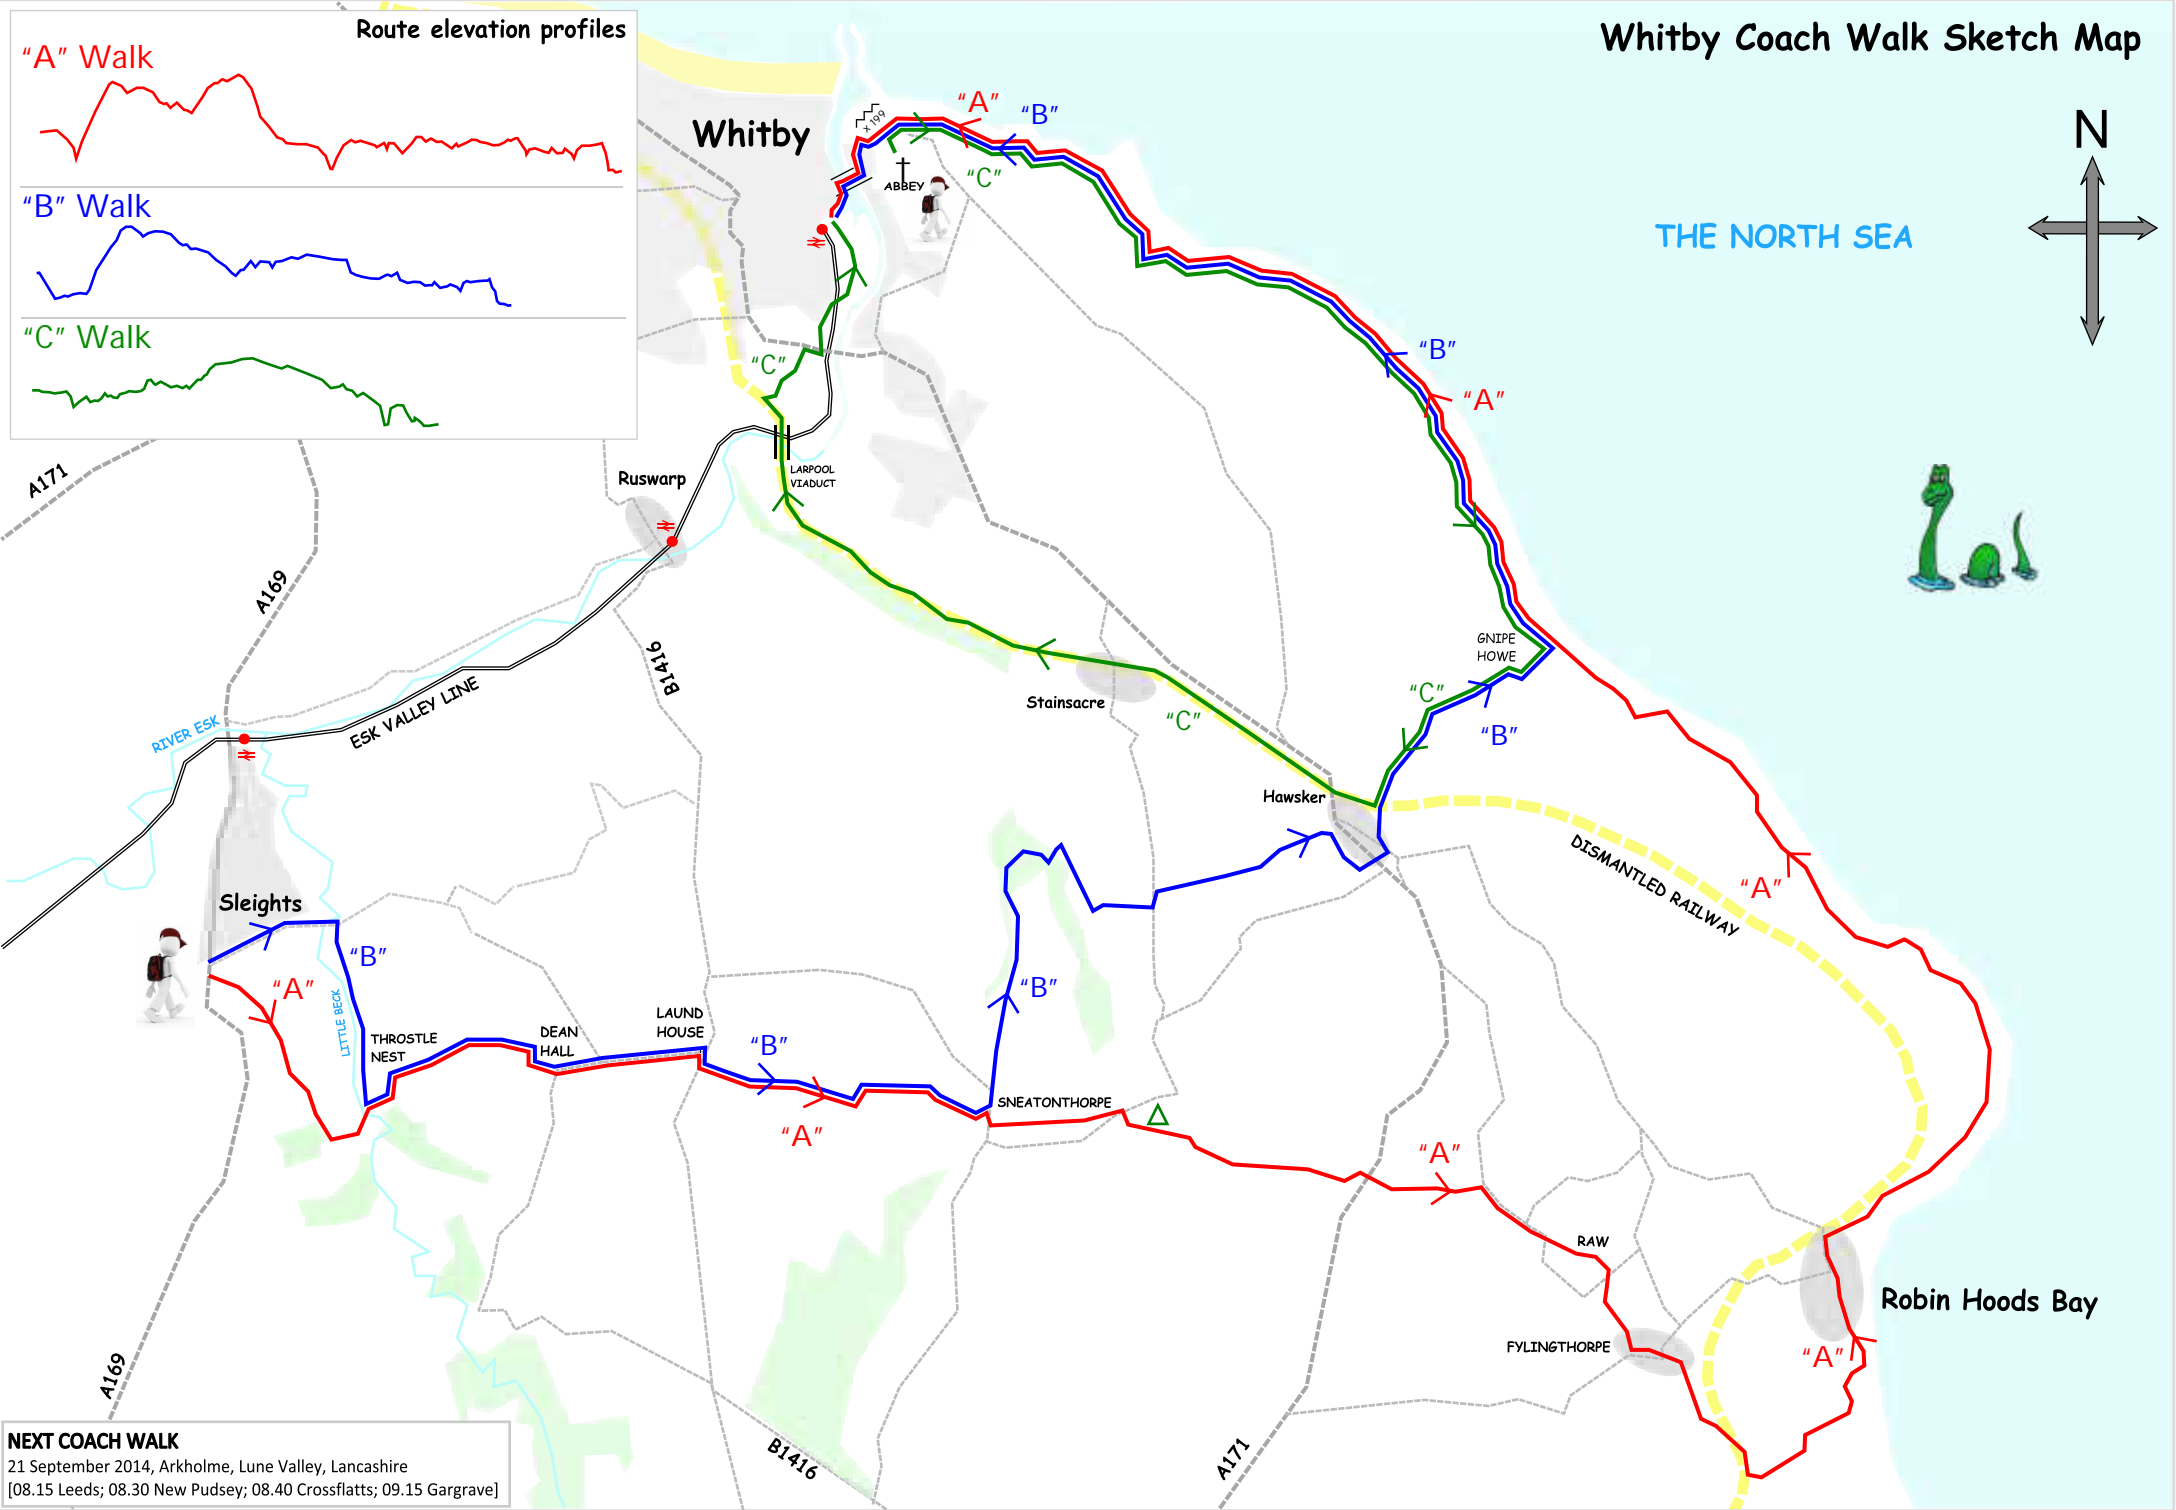 Route elevation profiles
“A” Walk
“B” Walk
“C” Walk
Whitby Coach Walk Sketch Map
N
THE NORTH SEA
Whitby
x 199
ABBEY
“A”
“B”
“C”
“B”
“A”
“C”
LARPOOL
VIADUCT
A171
Ruswarp
A169
B1416
ESK VALLEY LINE
RIVER ESK
Stainsacre
“C”
GNIPE
HOWE
“C”
“B”
Hawsker
DISMANTLED RAILWAY
“A”
Sleights
“B”
“A”
LITTLE BECK
THROSTLE
NEST
DEAN
HALL
LAUND
HOUSE
“B”
“B”
“A”
SNEATONTHORPE
“A”
RAW
FYLINGTHORPE
Robin Hoods Bay
“A”
A169
B1416
A171
NEXT COACH WALK
21 September 2014, Arkholme, Lune Valley, Lancashire
[08.15 Leeds; 08.30 New Pudsey; 08.40 Crossflatts; 09.15 Gargrave]